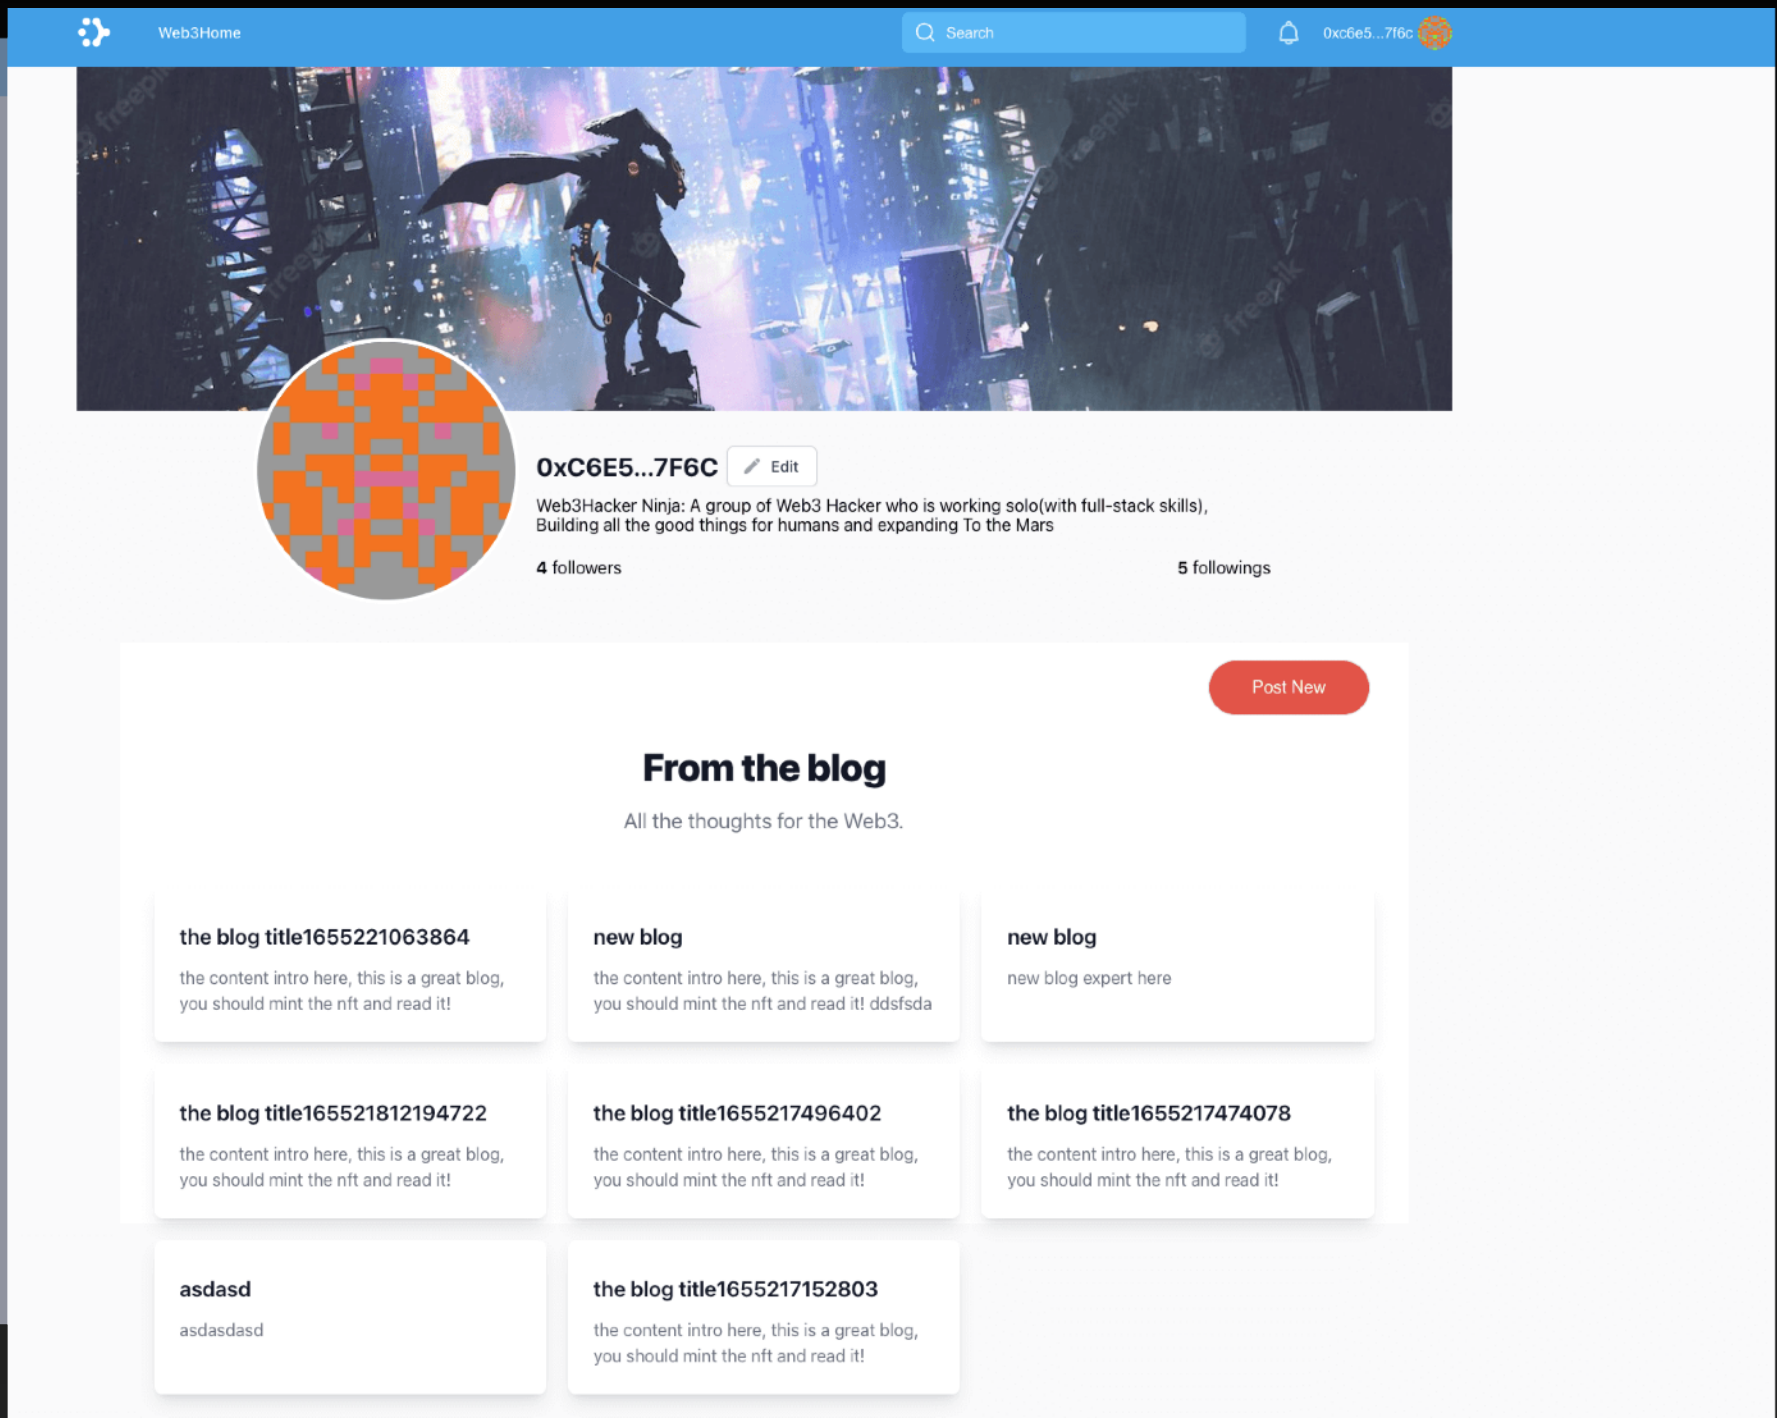 Web3Home
Search
0xc6e5...7f6c
freepik
freepik
freepik
freepik
0xC6E5...7F6C
Edit
Web3Hacker Ninja: A group of Web3 Hacker who is working solo(with full-stack skills),
Building all the good things for humans and expanding To the Mars
4 followers
5 followings
Post New
From the blog
All the thoughts for the Web3.
the blog title1655221063864
the content intro here, this is a great blog,
you should mint the nft and read it!
new blog
the content intro here, this is a great blog,
you should mint the nft and read it! ddsfsda
new blog
new blog expert here
the blog title165521812194722
the content intro here, this is a great blog,
you should mint the nft and read it!
the blog title1655217496402
the content intro here, this is a great blog,
you should mint the nft and read it!
the blog title1655217474078
the content intro here, this is a great blog,
you should mint the nft and read it!
asdasd
asdasdasd
the blog title1655217152803
the content intro here, this is a great blog,
you should mint the nft and read it!